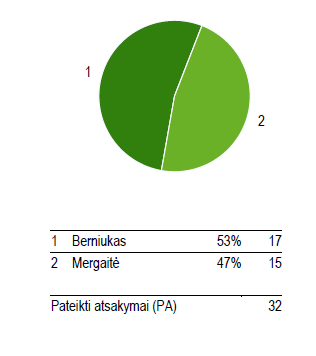 1
2
1 Berniukas 53% 17
2 Mergaitė 47% 15
Pateikti atsakymai (PA) 32